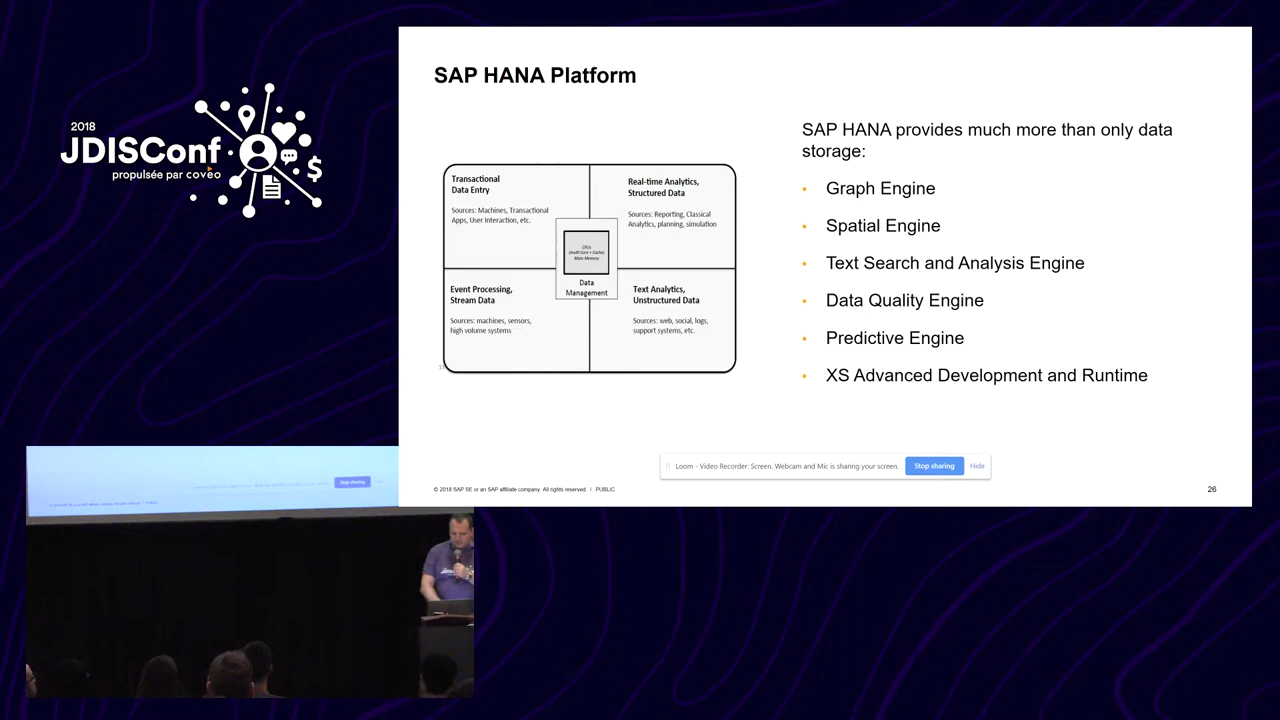 2018
JDISConf
propulsée par coveo
SAP HANA Platform
Transactional
Data Entry
Sources: Machines, Transactional
Apps, User Interaction, etc.
Real-time Analytics,
Structured Data
Sources: Reporting, Classical
Analytics, planning, simulation
CPUs
(multi-Core + Cache)
Main Memory
Data
Management
Event Processing,
Stream Data
Sources: machines, sensors,
high volume systems
Text Analytics,
Unstructured Data
Sources: web, social, logs,
support systems, etc.
SAP HANA provides much more than only data
storage:
• Graph Engine
• Spatial Engine
• Text Search and Analysis Engine
• Data Quality Engine
• Predictive Engine
• XS Advanced Development and Runtime
Loom - Video Recorder: Screen, Webcam and Mic is sharing your screen.
Stop sharing
Hide
© 2018 SAP SE or an SAP affiliate company. All rights reserved. | PUBLIC
26
Stop sharing